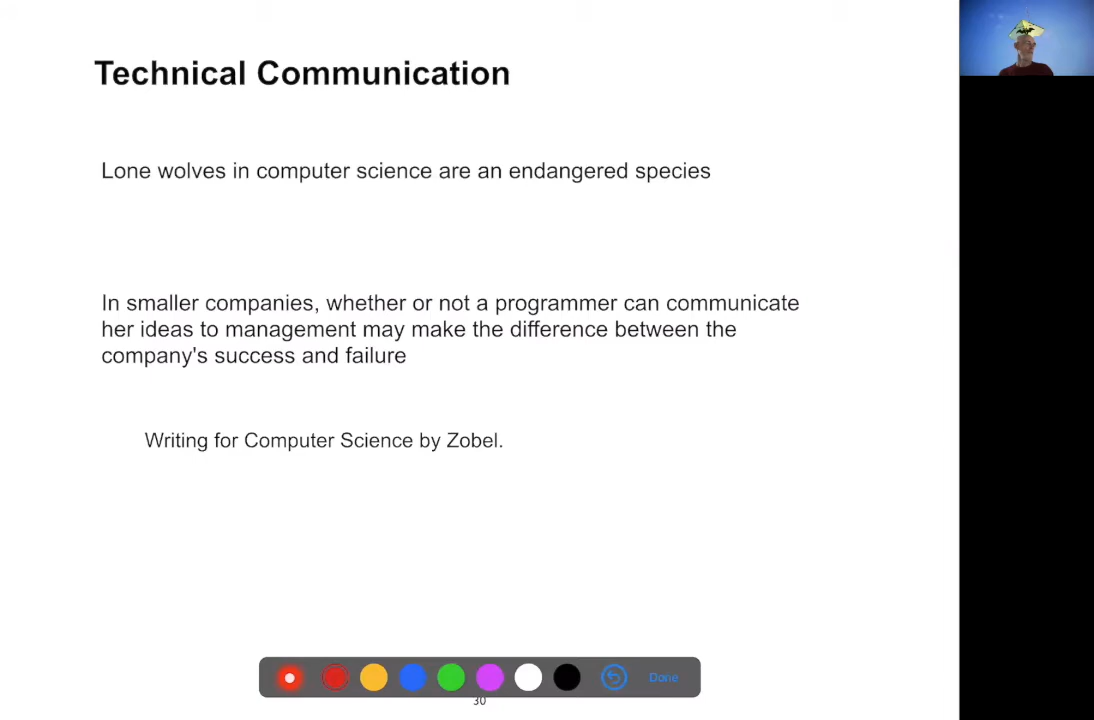 Technical Communication
Lone wolves in computer science are an endangered species
In smaller companies, whether or not a programmer can communicate
her ideas to management may make the difference between the
company's success and failure
Writing for Computer Science by Zobel.
Done
30